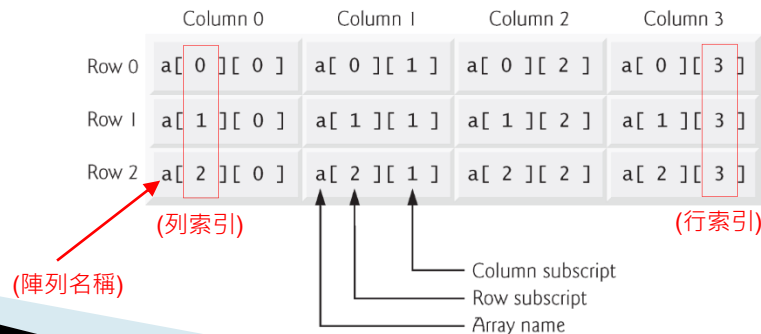 Column 0 Column 1 Column 2 Column 3
Row 0 a[ 0 ][ 0 ] a[ 0 ][ 1 ] a[ 0 ][ 2 ] a[ 0 ][ 3 ]
Row 1 a[ 1 ][ 0 ] a[ 1 ][ 1 ] a[ 1 ][ 2 ] a[ 1 ][ 3 ]
Row 2 a[ 2 ][ 0 ] a[ 2 ][ 1 ] a[ 2 ][ 2 ] a[ 2 ][ 3 ]
(列索引) (行索引)
(陣列名稱)
Column subscript
Row subscript
Array name